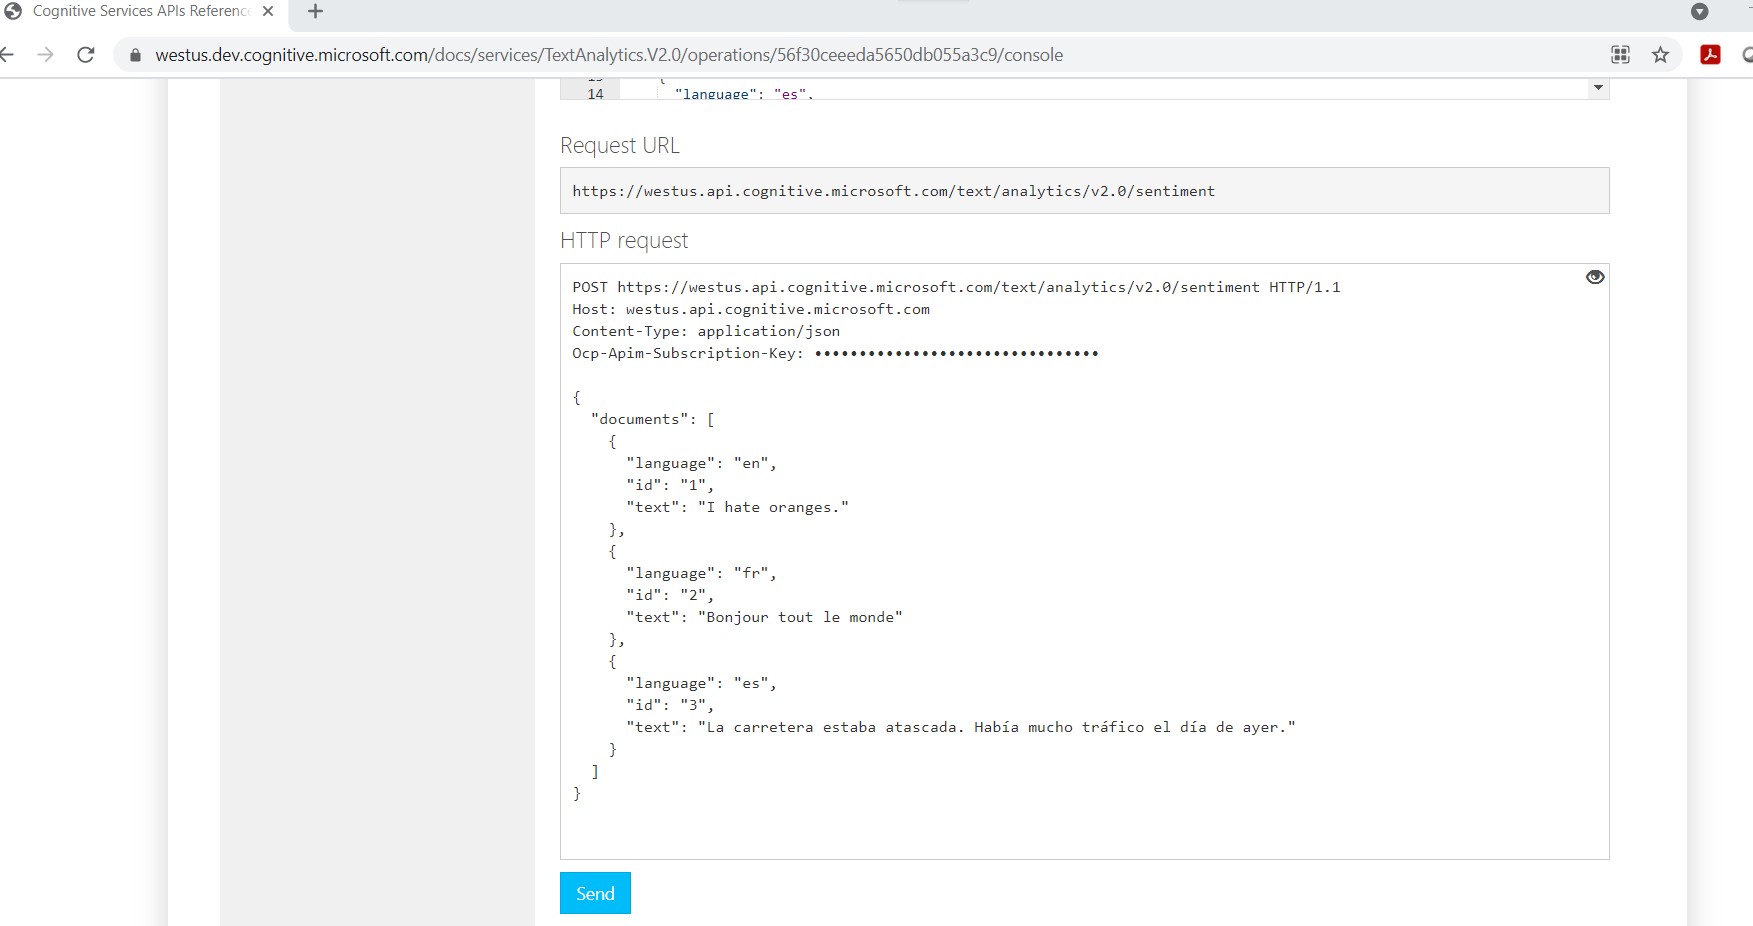 Cognitive Services APIs Reference
westus.dev.cognitive.microsoft.com/docs/services/TextAnalytics.V2.0/operations/56f30ceeeda5650db055a3c9/console
14 "language": "es",
Request URL
https://westus.api.cognitive.microsoft.com/text/analytics/v2.0/sentiment
HTTP request
POST https://westus.api.cognitive.microsoft.com/text/analytics/v2.0/sentiment HTTP/1.1
Host: westus.api.cognitive.microsoft.com
Content-Type: application/json
Ocp-Apim-Subscription-Key: ••••••••••••••••••••••••••••••••
{
"documents": [
{
"language": "en",
"id": "1",
"text": "I hate oranges."
},
{
"language": "fr",
"id": "2",
"text": "Bonjour tout le monde"
},
{
"language": "es",
"id": "3",
"text": "La carretera estaba atascada. Había mucho tráfico el día de ayer."
}
]
}
Send